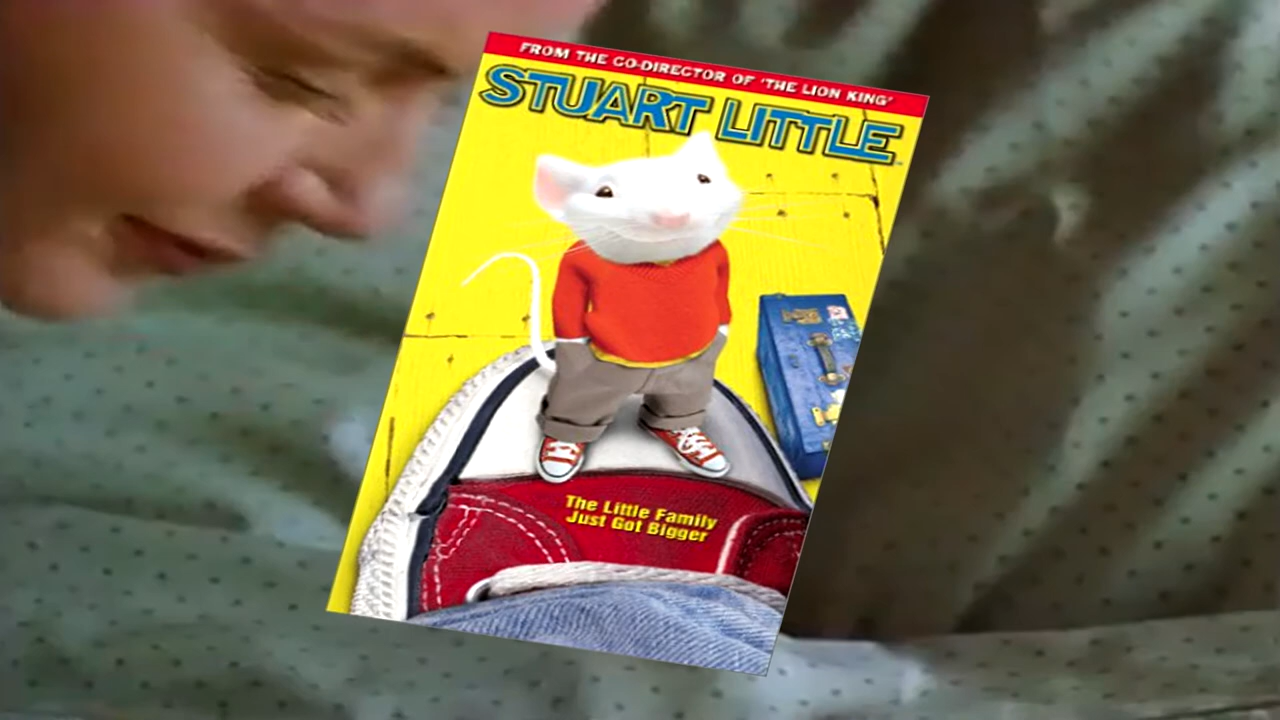 FROM THE CO-DIRECTOR OF 'THE LION KING'
STUART LITTLE
The Little Family
Just Got Bigger